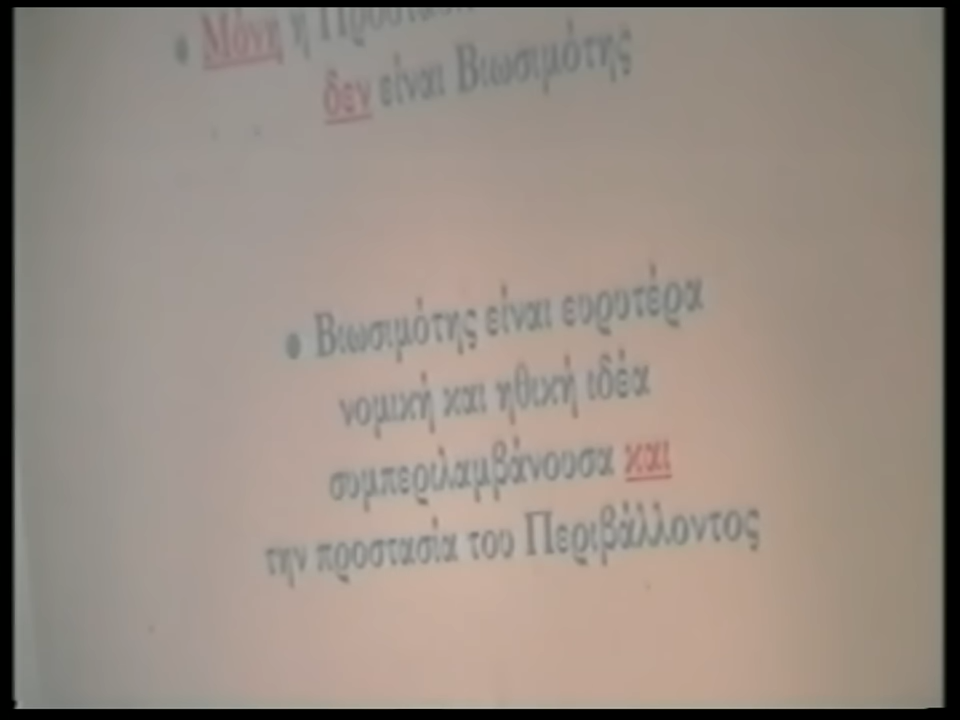 • Μόνη η
δεν είναι Βιωσιμότης
• Βιωσιμότης είναι ευρυτέρα
νομική και ηθική ιδέα
συμπεριλαμβάνουσα και
την προστασία του Περιβάλλοντος